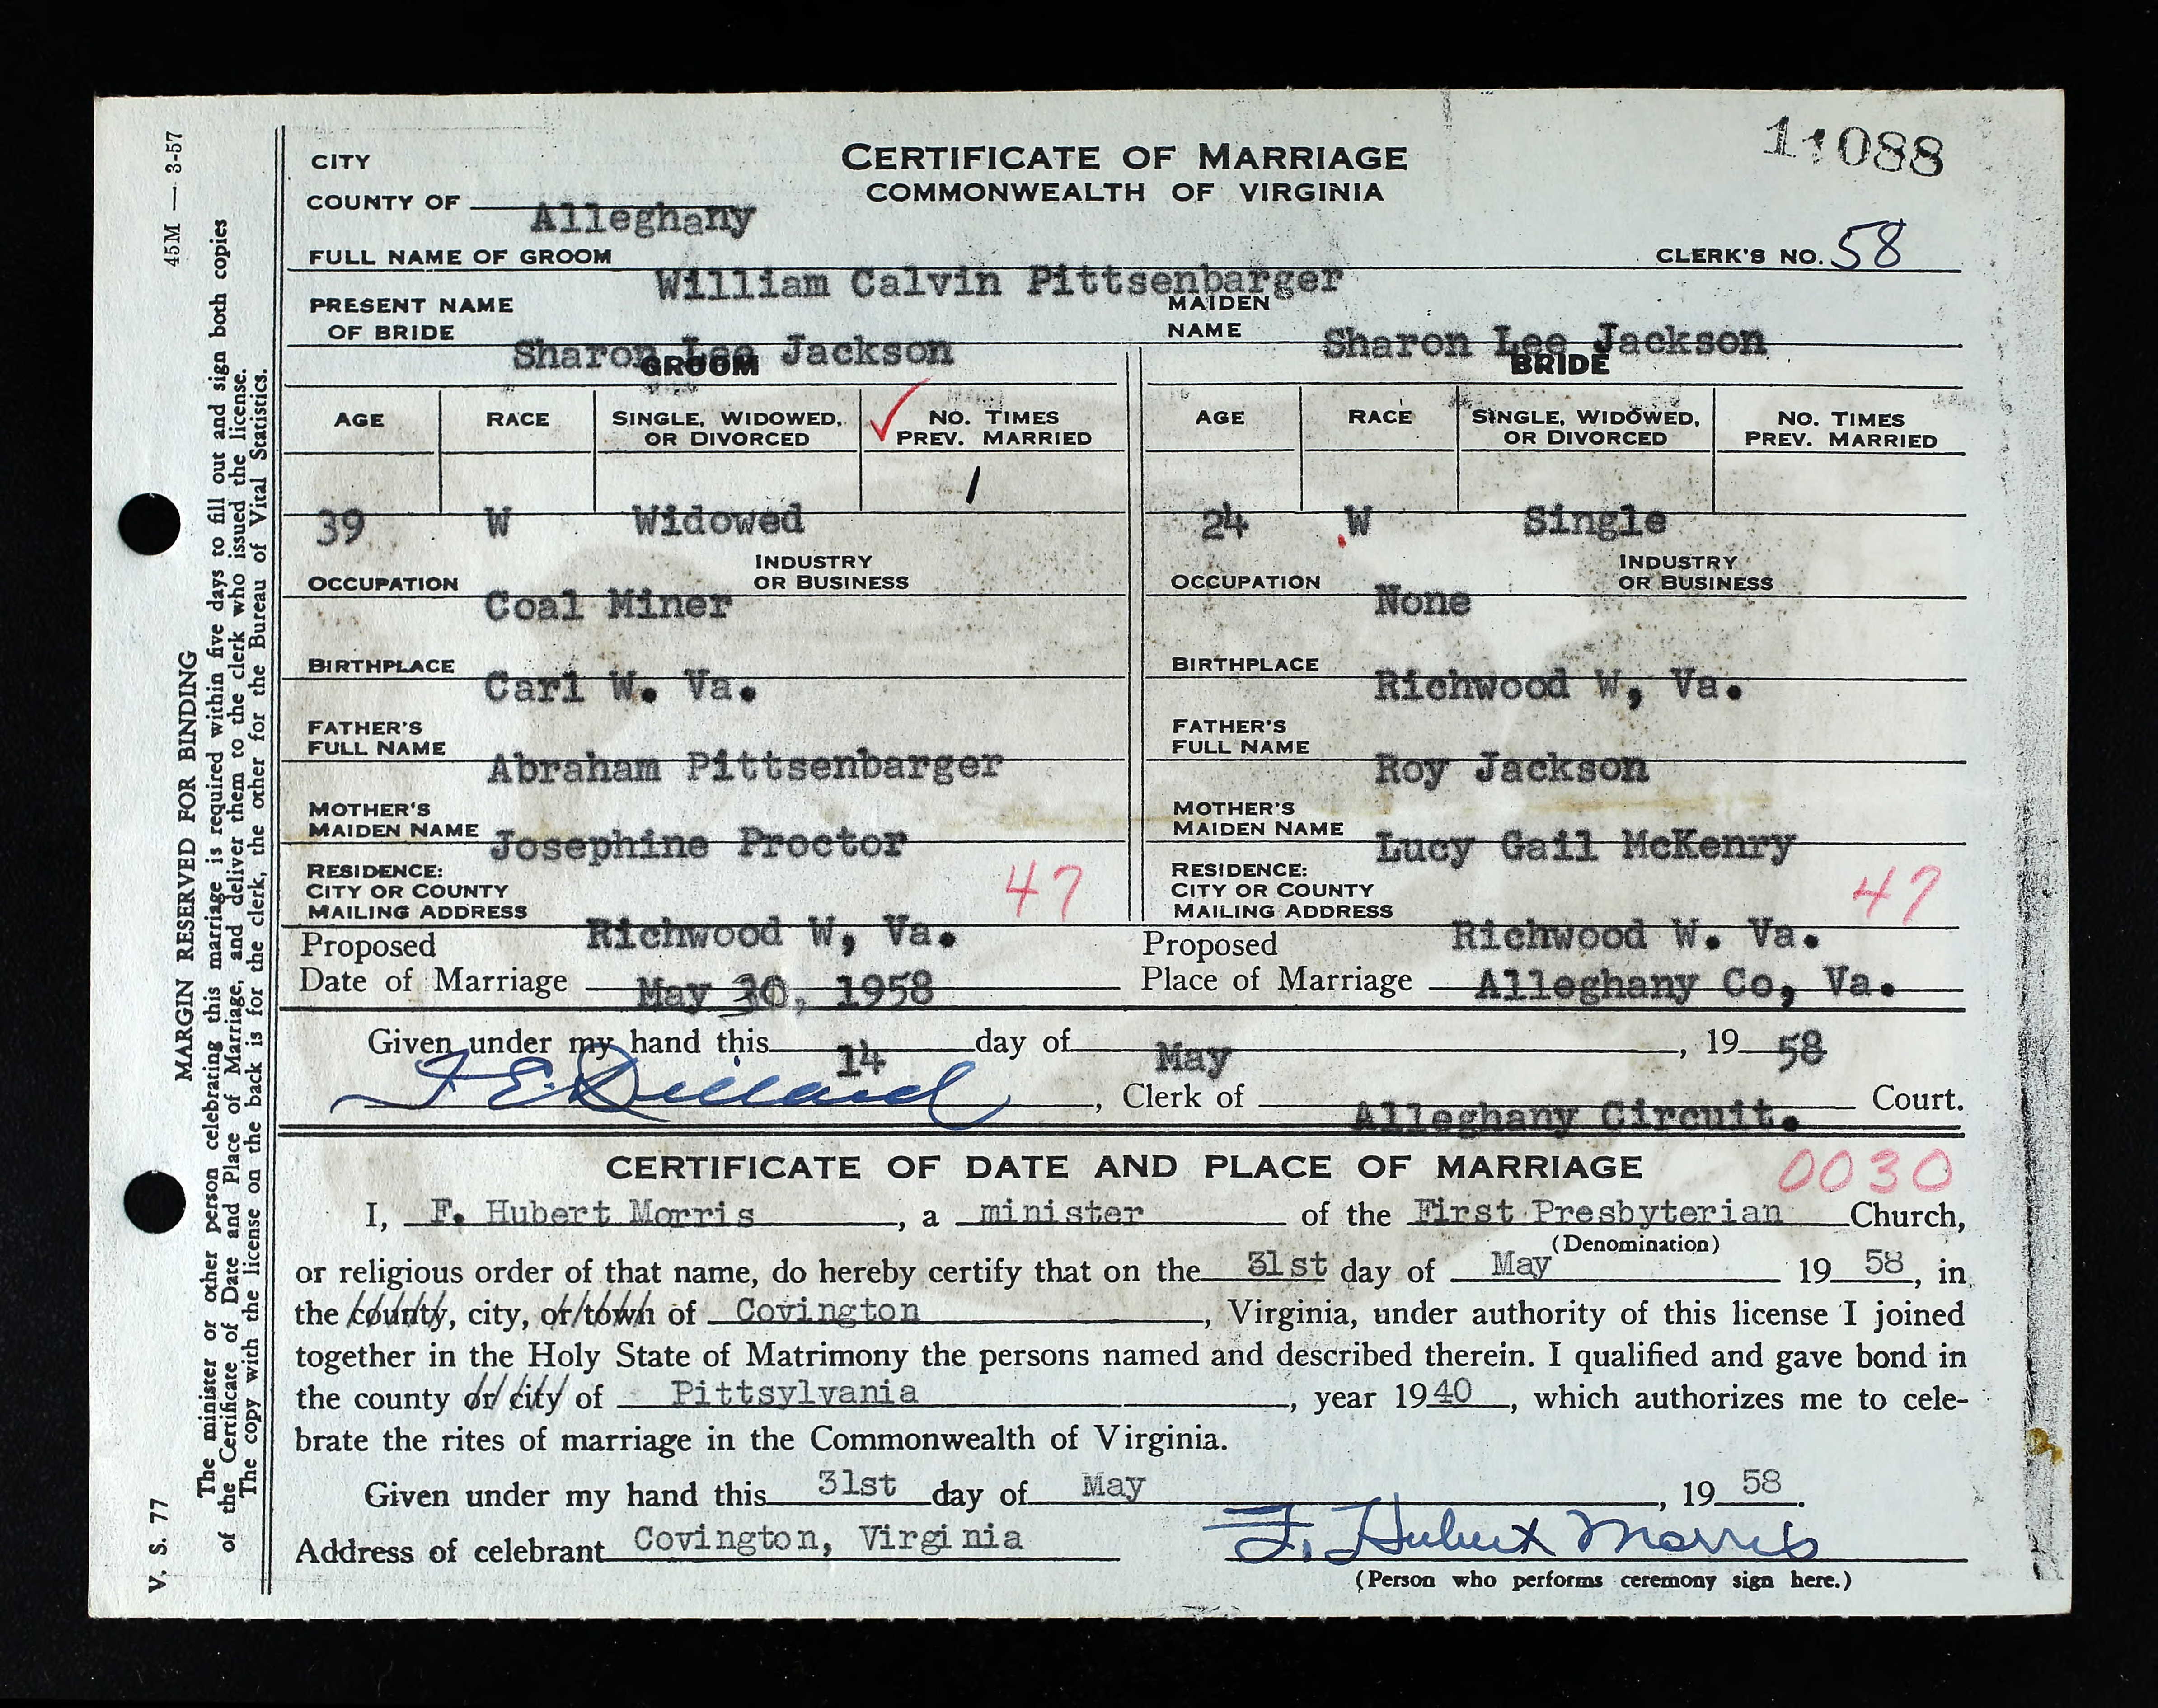 45M — 3-57
MARGIN RESERVED FOR BINDING
The minister or other person celebrating this marriage is required within five days to fill out and sign both copies
of the Certificate of Date and Place of Marriage, and deliver them to the clerk who issued the license.
The copy with the license on the back is for the clerk, the other for the Bureau of Vital Statistics.
V. S. 77
CERTIFICATE OF MARRIAGE
COMMONWEALTH OF VIRGINIA
11088
CITY
COUNTY OF Alleghany
FULL NAME OF GROOM William Calvin Pittsenbarger CLERK'S NO. 58
PRESENT NAME OF BRIDE Sharon Lee Jackson MAIDEN NAME Sharon Lee Jackson
GROOM BRIDE
AGE RACE SINGLE, WIDOWED, OR DIVORCED NO. TIMES PREV. MARRIED AGE RACE SINGLE, WIDOWED, OR DIVORCED NO. TIMES PREV. MARRIED
39 W Widowed 1 24 W Single
OCCUPATION Coal Miner INDUSTRY OR BUSINESS OCCUPATION None INDUSTRY OR BUSINESS
BIRTHPLACE Carl W. Va. BIRTHPLACE Richwood W, Va.
FATHER'S FULL NAME Abraham Pittsenbarger FATHER'S FULL NAME Roy Jackson
MOTHER'S MAIDEN NAME Josephine Proctor MOTHER'S MAIDEN NAME Lucy Gail McKenry
RESIDENCE: CITY OR COUNTY MAILING ADDRESS Richwood W, Va. 47 RESIDENCE: CITY OR COUNTY MAILING ADDRESS Richwood W. Va. 47
Proposed Date of Marriage May 30, 1958 Proposed Place of Marriage Alleghany Co, Va.
Given under my hand this 14 day of May, 19 58
F E Dillard, Clerk of Alleghany Circuit. Court.
CERTIFICATE OF DATE AND PLACE OF MARRIAGE 0030
I, F. Hubert Morris, a minister of the First Presbyterian Church,
(Denomination)
or religious order of that name, do hereby certify that on the 31st day of May 19 58, in
the county, city, or town of Covington, Virginia, under authority of this license I joined
together in the Holy State of Matrimony the persons named and described therein. I qualified and gave bond in
the county or city of Pittsylvania, year 1940, which authorizes me to cele-
brate the rites of marriage in the Commonwealth of Virginia.
Given under my hand this 31st day of May, 19 58.
Address of celebrant Covington, Virginia F. Hubert Morris
(Person who performs ceremony sign here.)